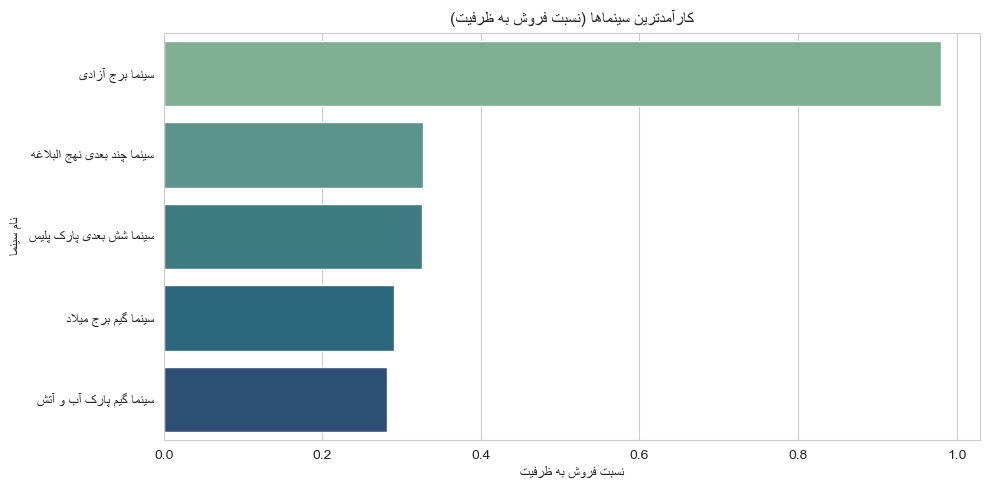 کارآمدترین سینماها (نسبت فروش به ظرفیت)
سینما برج آزادی
سینما چند بعدی نهج البلاغه
سینما شش بعدی پارک پلیس
سینما گیم برج میلاد
سینما گیم پارک آب و آتش
نام سینما
0.0 0.2 0.4 0.6 0.8 1.0
نسبت فروش به ظرفیت